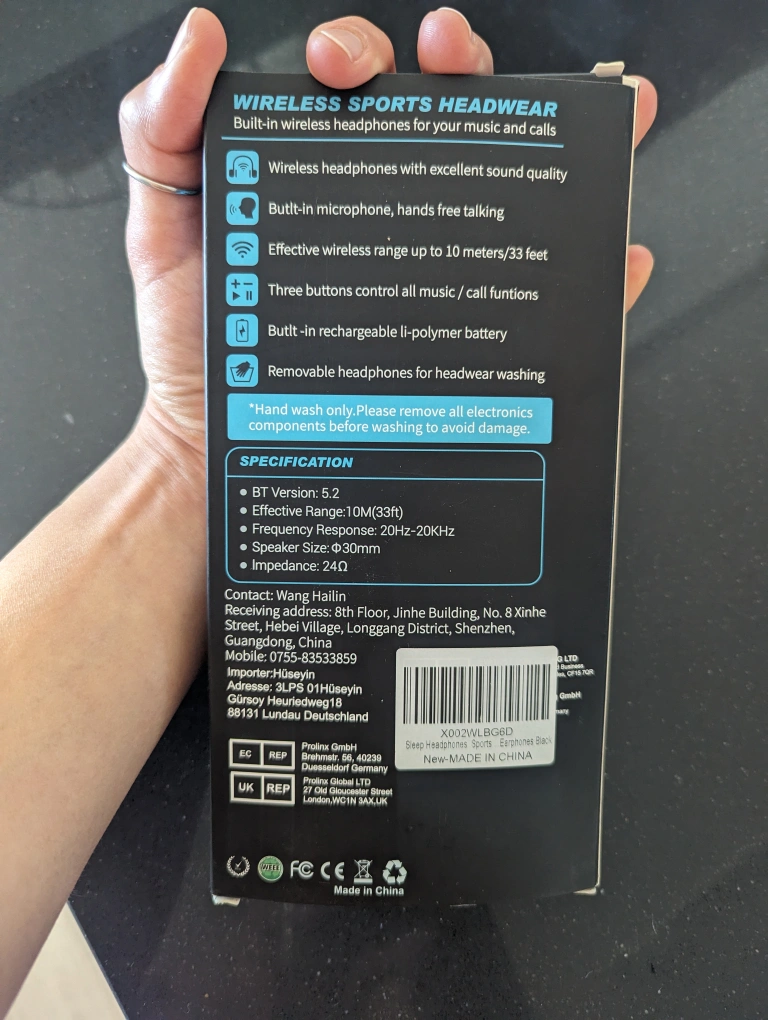 WIRELESS SPORTS HEADWEAR
Built-in wireless headphones for your music and calls
Wireless headphones with excellent sound quality
Butlt-in microphone, hands free talking
Effective wireless range up to 10 meters/33 feet
Three buttons control all music / call funtions
Butlt -in rechargeable li-polymer battery
Removable headphones for headwear washing
*Hand wash only.Please remove all electronics
components before washing to avoid damage.
SPECIFICATION
● BT Version: 5.2
● Effective Range:10M(33ft)
● Frequency Response: 20Hz-20KHz
● Speaker Size:Φ30mm
● Impedance: 24Ω
Contact: Wang Hailin
Receiving address: 8th Floor, Jinhe Building, No. 8 Xinhe
Street, Hebei Village, Longgang District, Shenzhen,
Guangdong, China
Mobile: 0755-83533859
Importer:Hüseyin
Adresse: 3LPS 01Hüseyin
Gürsoy Heuriedweg18
88131 Lundau Deutschland
G LTD
Business
CF15 7QR
GmbH
X002WLBG6D
Sleep Headphones Sports Earphones Black
New-MADE IN CHINA
EC REP
Prolinx GmbH
Brehmstr. 56, 40239
Duesseldorf Germany
UK REP
Prolinx Global LTD
27 Old Gloucester Street
London,WC1N 3AX,UK
WEEE
FC CE
Made in China